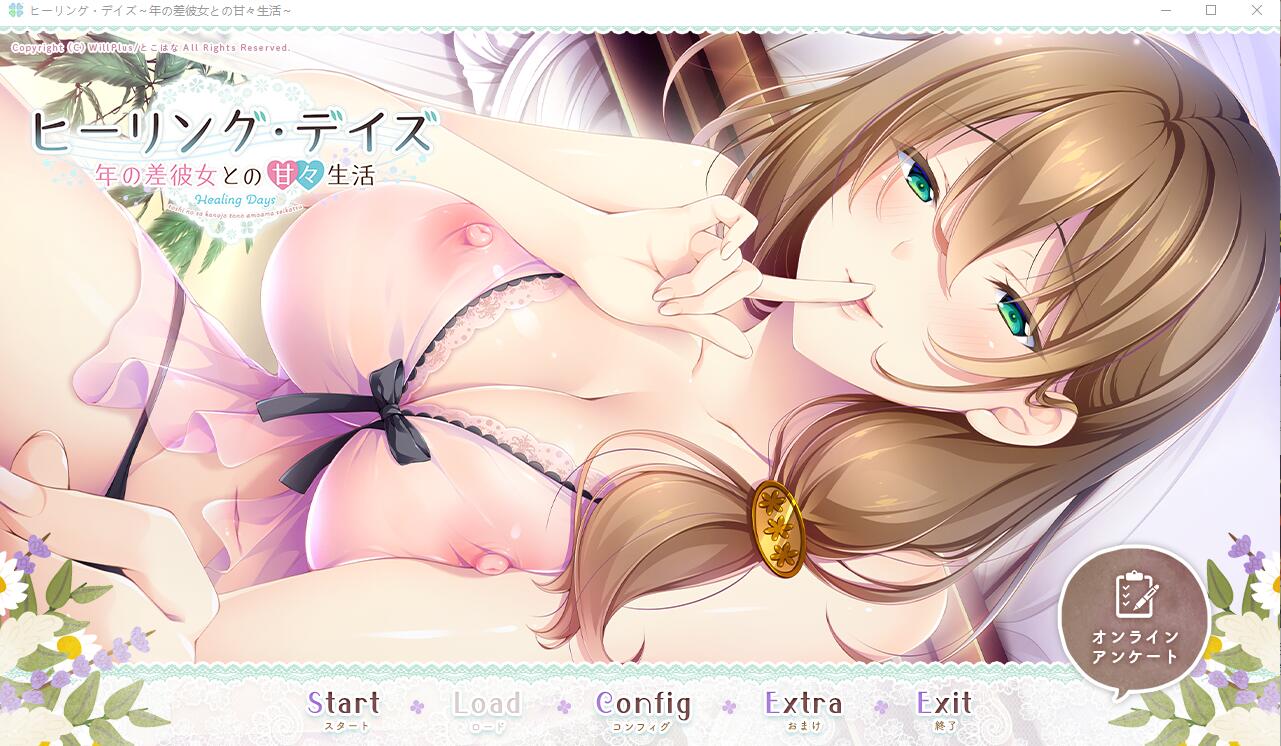 ヒーリング・デイズ~年の差彼女との甘々生活~
Copyright (C) WillPlus/とこはな All Rights Reserved.
ヒーリング・デイズ
年の差彼女との甘々生活
Healing Days
toshi no sa kanojo tono amaama seikatsu
オンライン
アンケート
Start Load Config Extra Exit
スタート ロード コンフィグ おまけ 終了